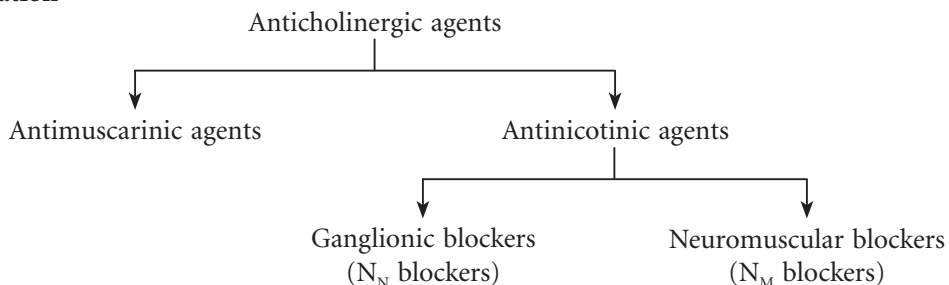 Anticholinergic agents
Antimuscarinic agents
Antinicotinic agents
Ganglionic blockers
(N_N blockers)
Neuromuscular blockers
(N_M blockers)